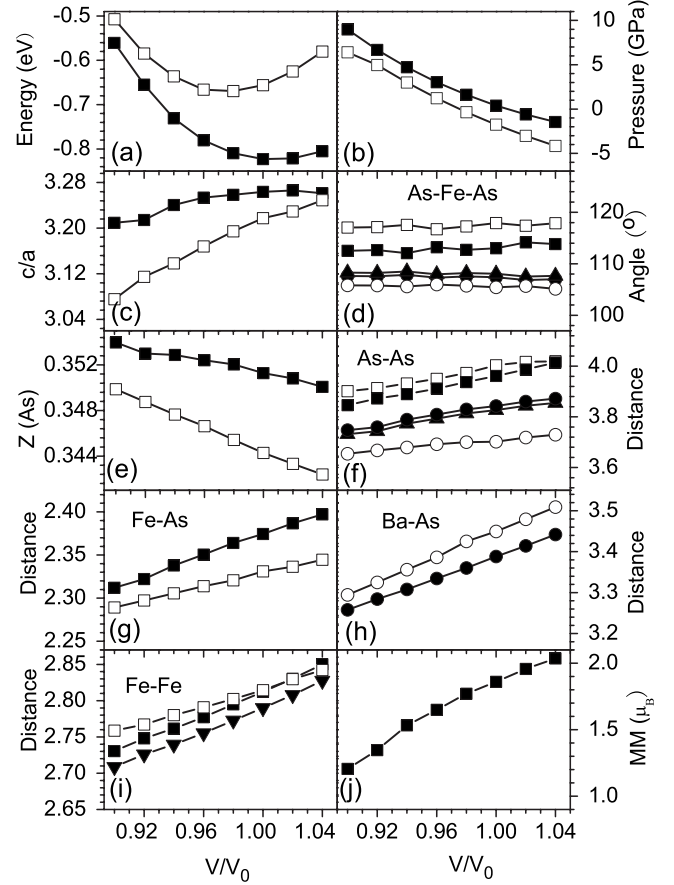 -0.5
-0.6
-0.7
-0.8
Energy (eV)
(a)
10
5
0
-5
Pressure (GPa)
(b)
3.28
3.20
3.12
3.04
c/a
(c)
As-Fe-As
120
110
100
Angle (°)
(d)
0.352
0.348
0.344
Z (As)
(e)
As-As
4.0
3.8
3.6
Distance
(f)
2.40
2.35
2.30
2.25
Distance
Fe-As
(g)
Ba-As
3.5
3.4
3.3
3.2
Distance
(h)
2.85
2.80
2.75
2.70
2.65
Distance
Fe-Fe
(i)
2.0
1.5
1.0
MM (μB)
(j)
0.92 0.96 1.00 1.04
V/V0
0.92 0.96 1.00 1.04
V/V0